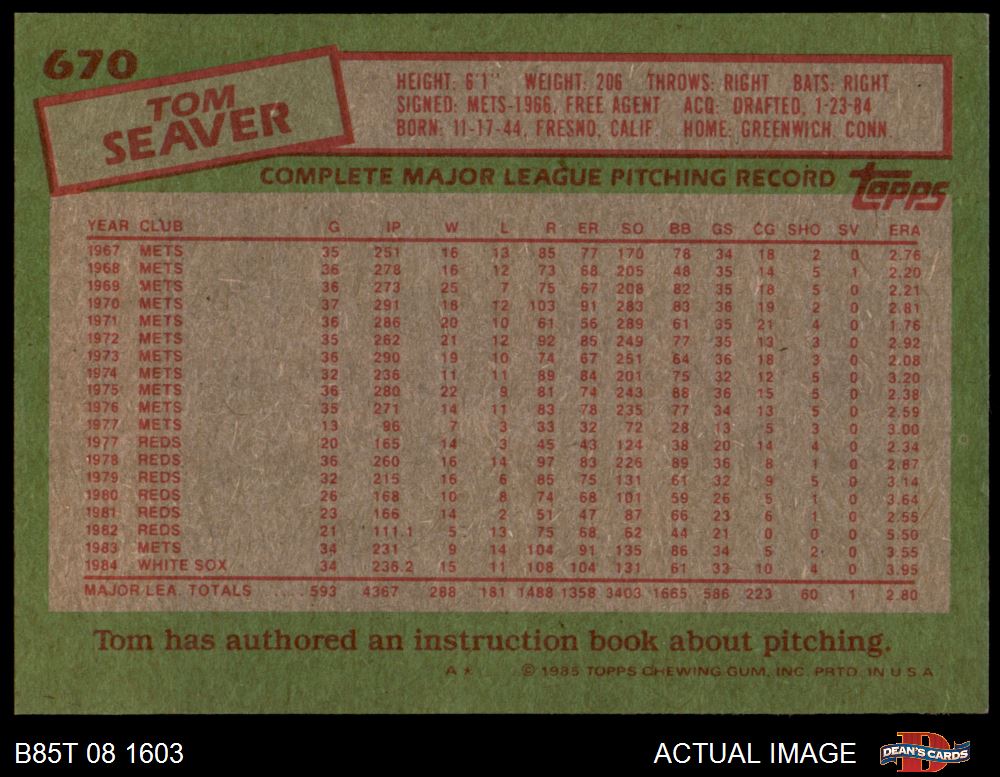 670
TOM
SEAVER
HEIGHT: 6'1" WEIGHT: 206 THROWS: RIGHT BATS: RIGHT
SIGNED: METS-1966, FREE AGENT ACQ: DRAFTED, 1-23-84
BORN: 11-17-44, FRESNO, CALIF. HOME: GREENWICH, CONN.
COMPLETE MAJOR LEAGUE PITCHING RECORD topps
YEAR CLUB G IP W L R ER SO BB GS CG SHO SV ERA
1967 METS 35 251 16 13 85 77 170 78 34 18 2 0 2.76
1968 METS 36 278 16 12 73 68 205 48 35 14 5 1 2.20
1969 METS 36 273 25 7 75 67 208 82 35 18 5 0 2.21
1970 METS 37 291 18 12 103 91 283 83 36 19 2 0 2.81
1971 METS 36 286 20 10 61 56 289 61 35 21 4 0 1.76
1972 METS 35 262 21 12 92 85 249 77 35 13 3 0 2.92
1973 METS 36 290 19 10 74 67 251 64 36 18 3 0 2.08
1974 METS 32 236 11 11 89 84 201 75 32 12 5 0 3.20
1975 METS 36 280 22 9 81 74 243 88 36 15 5 0 2.38
1976 METS 35 271 14 11 83 78 235 77 34 13 5 0 2.59
1977 METS 13 96 7 3 33 32 72 28 13 5 3 0 3.00
1977 REDS 20 165 14 3 45 43 124 38 20 14 4 0 2.34
1978 REDS 36 260 16 14 97 83 226 89 36 8 1 0 2.87
1979 REDS 32 215 16 6 85 75 131 61 32 9 5 0 3.14
1980 REDS 26 168 10 8 74 68 101 59 26 5 1 0 3.64
1981 REDS 23 166 14 2 51 47 87 66 23 6 1 0 2.55
1982 REDS 21 111.1 5 13 75 68 62 44 21 0 0 0 5.50
1983 METS 34 231 9 14 104 91 135 86 34 5 2 0 3.55
1984 WHITE SOX 34 236.2 15 11 108 104 131 61 33 10 4 0 3.95
MAJOR LEA. TOTALS .... 593 4367 288 181 1488 1358 3403 1665 586 223 60 1 2.80
Tom has authored an instruction book about pitching.
A * © 1985 TOPPS CHEWING GUM, INC. PRTD. IN U S A
B85T 08 1603 ACTUAL IMAGE DEAN'S CARDS